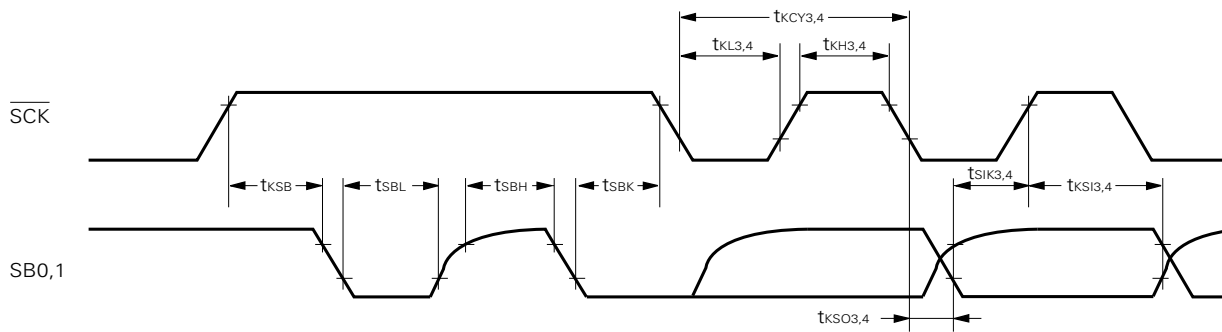 tKCY3,4
tKL3,4 tKH3,4
SCK
tKSB tSBL tSBH tSBK tSIK3,4 tKSI3,4
SB0,1
tKSO3,4